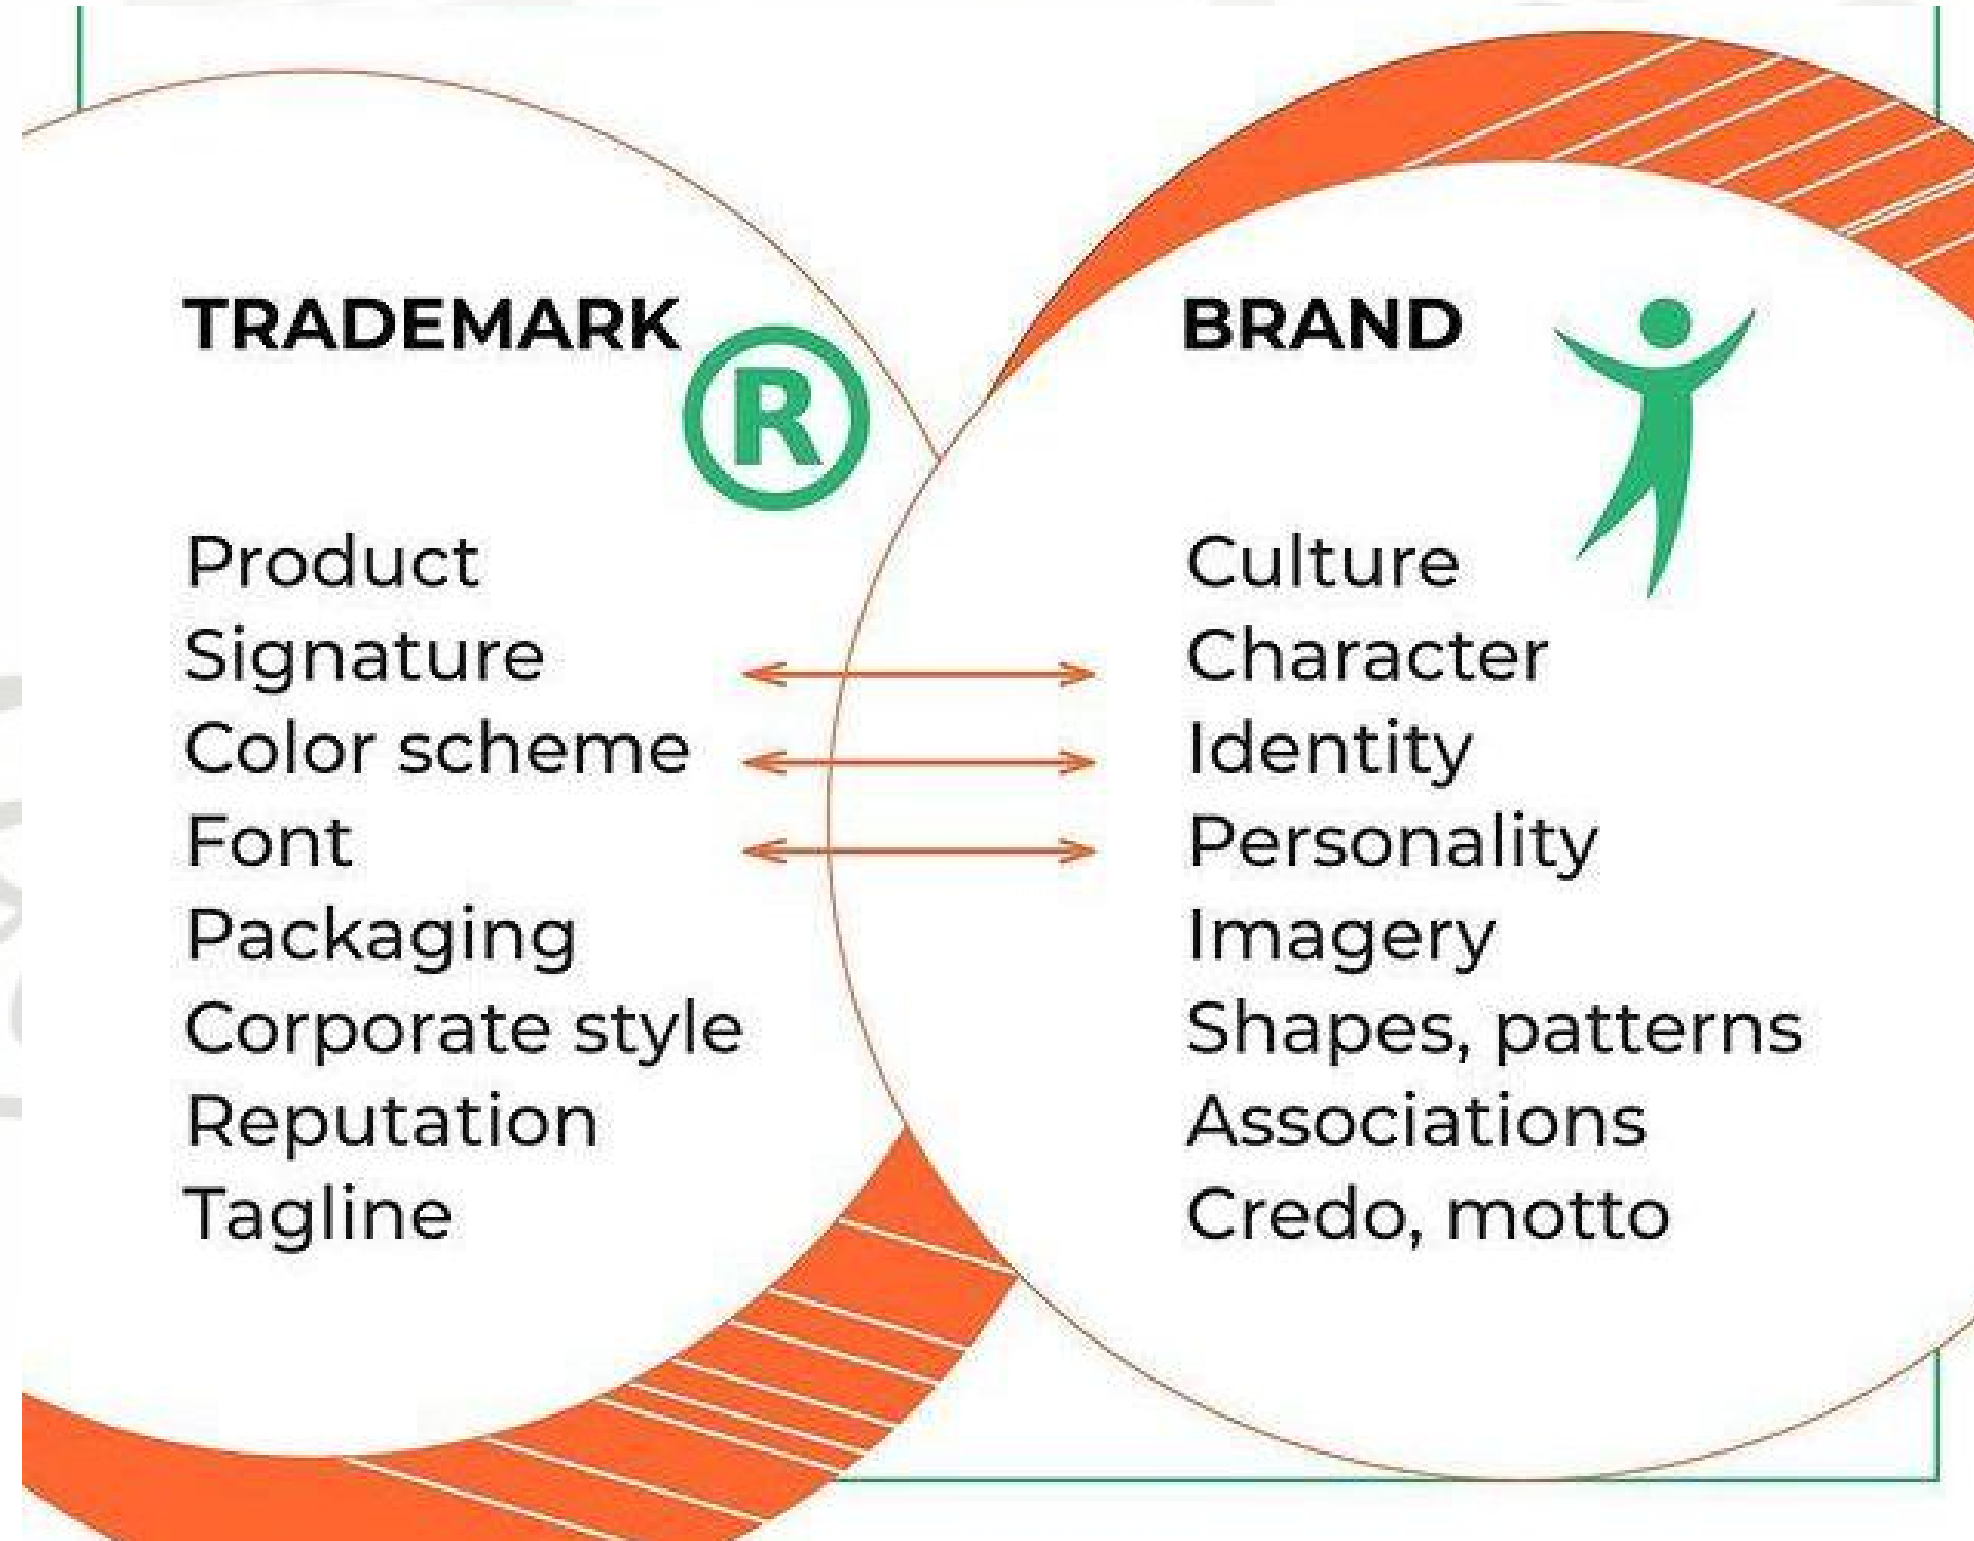 TRADEMARK
®
Product
Signature
Color scheme
Font
Packaging
Corporate style
Reputation
Tagline
BRAND
Culture
Character
Identity
Personality
Imagery
Shapes, patterns
Associations
Credo, motto